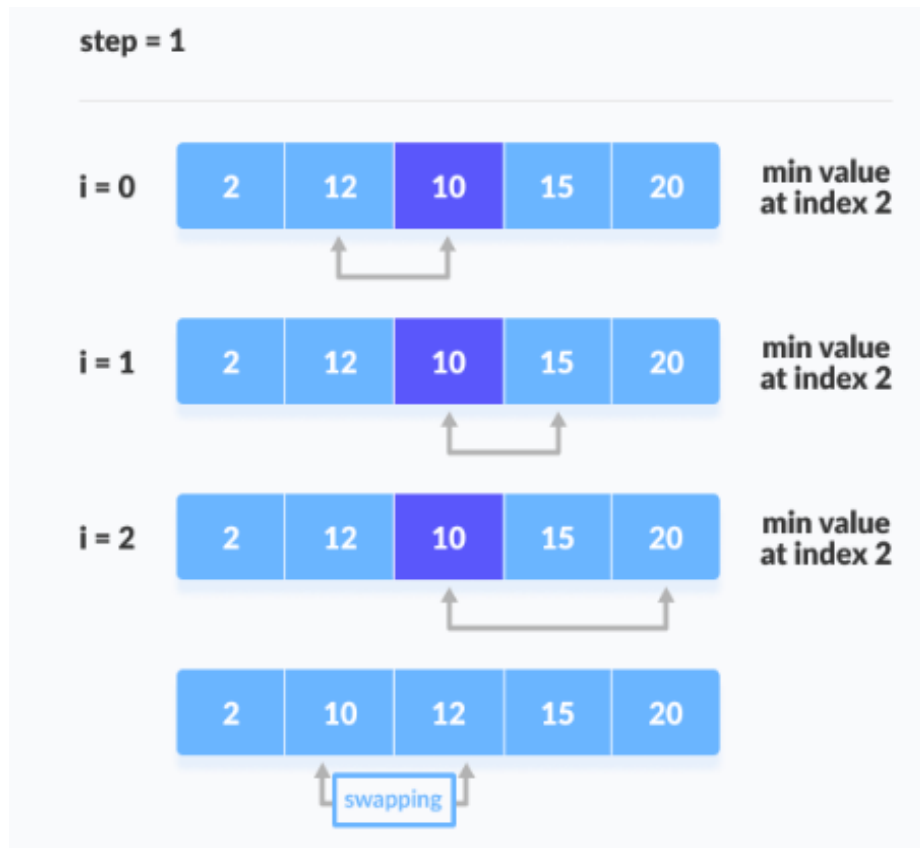 step = 1
i = 0
2 12 10 15 20
min value
at index 2
i = 1
2 12 10 15 20
min value
at index 2
i = 2
2 12 10 15 20
min value
at index 2
2 10 12 15 20
swapping